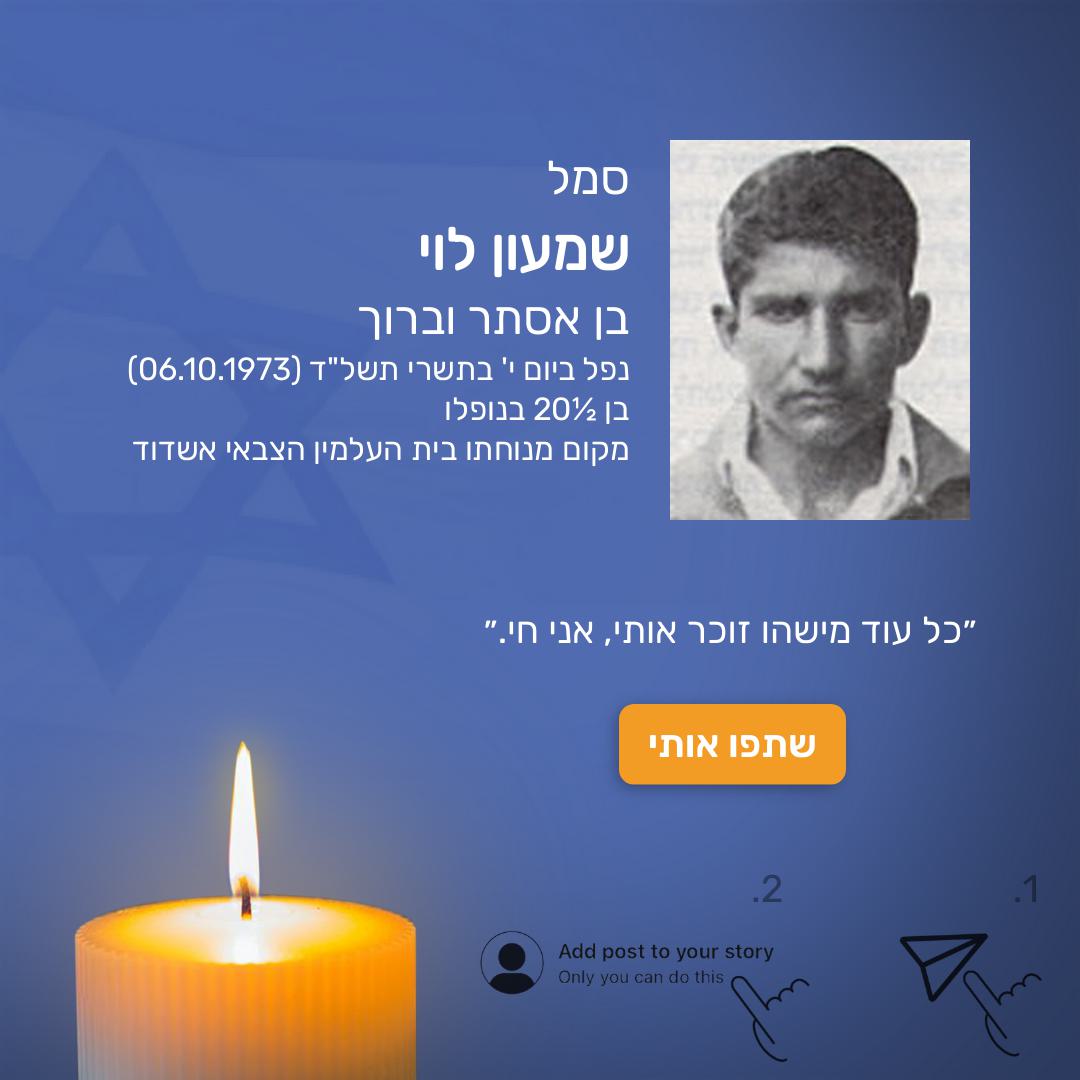 סמל
שמעון לוי
בן אסתר וברוך
נפל ביום י' בתשרי תשל"ד (06.10.1973)
בן 20½ בנופלו
מקום מנוחתו בית העלמין הצבאי אשדוד
״כל עוד מישהו זוכר אותי, אני חי.״
שתפו אותי
1.
2.
Add post to your story
Only you can do this